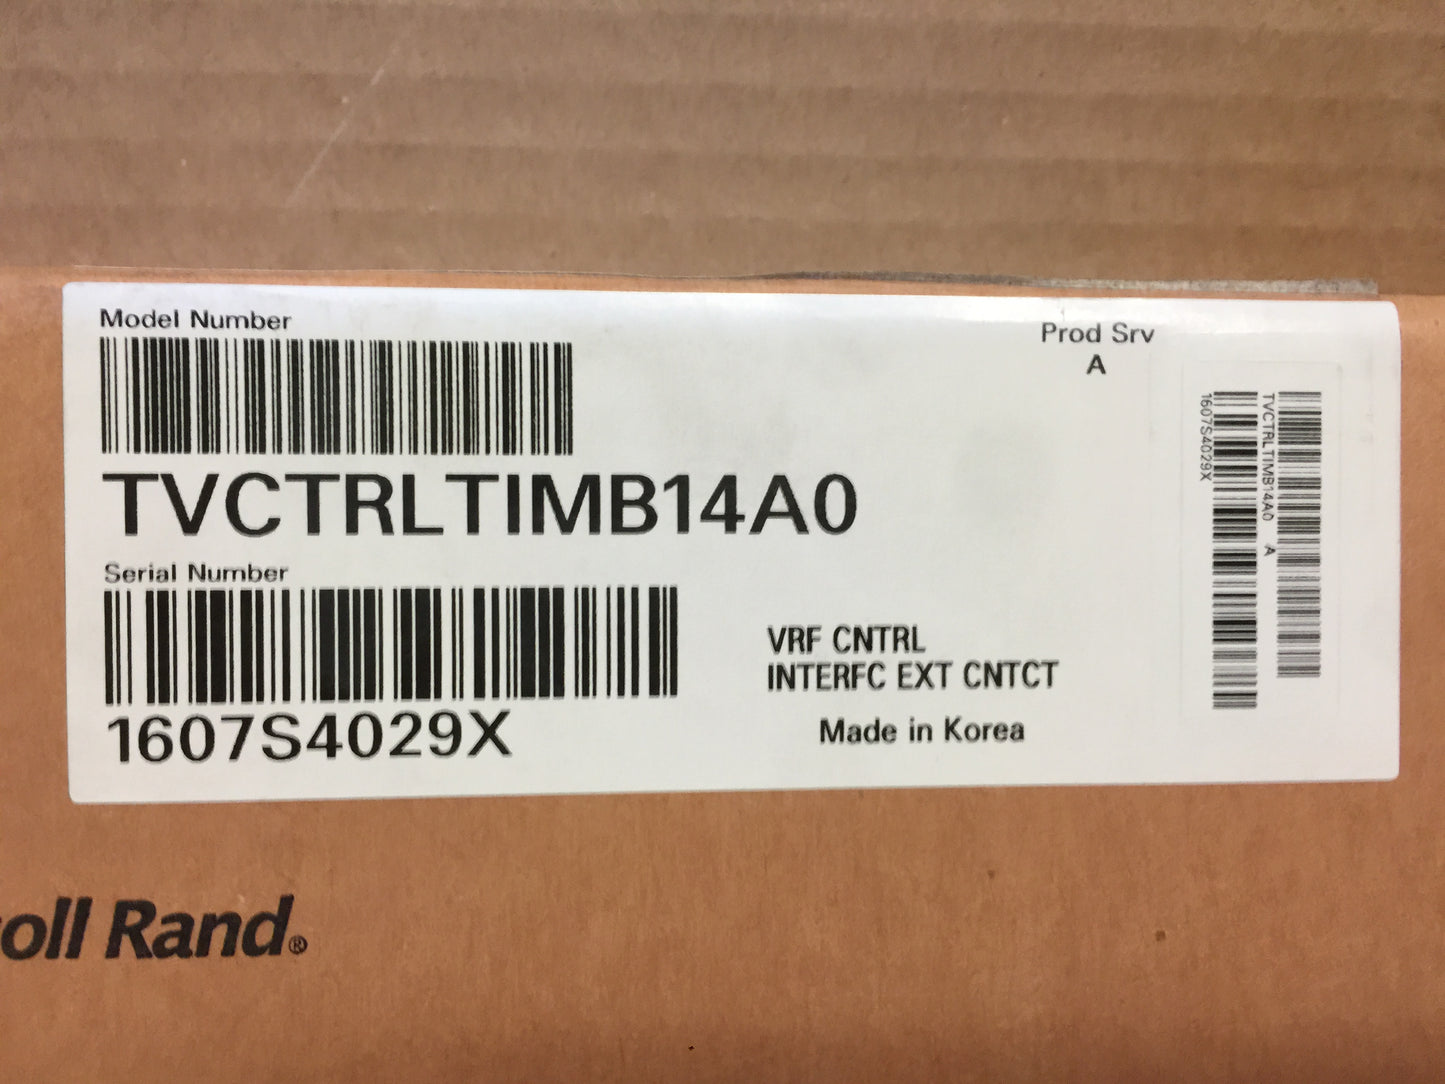 Model Number
Prod Srv
A
TVCTRLTIMB14A0
Serial Number
1607S4029X
VRF CNTRL
INTERFC EXT CNTCT
Made in Korea
TVCTRLTIMB14A0 A
1607S4029X
oll Rand®